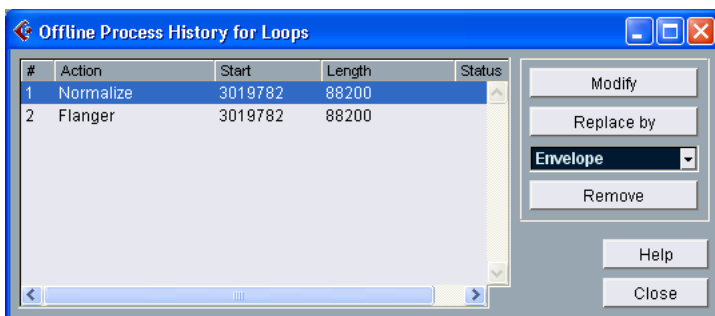 Offline Process History for Loops
# Action Start Length Status
1 Normalize 3019782 88200
2 Flanger 3019782 88200
Modify
Replace by
Envelope
Remove
Help
Close